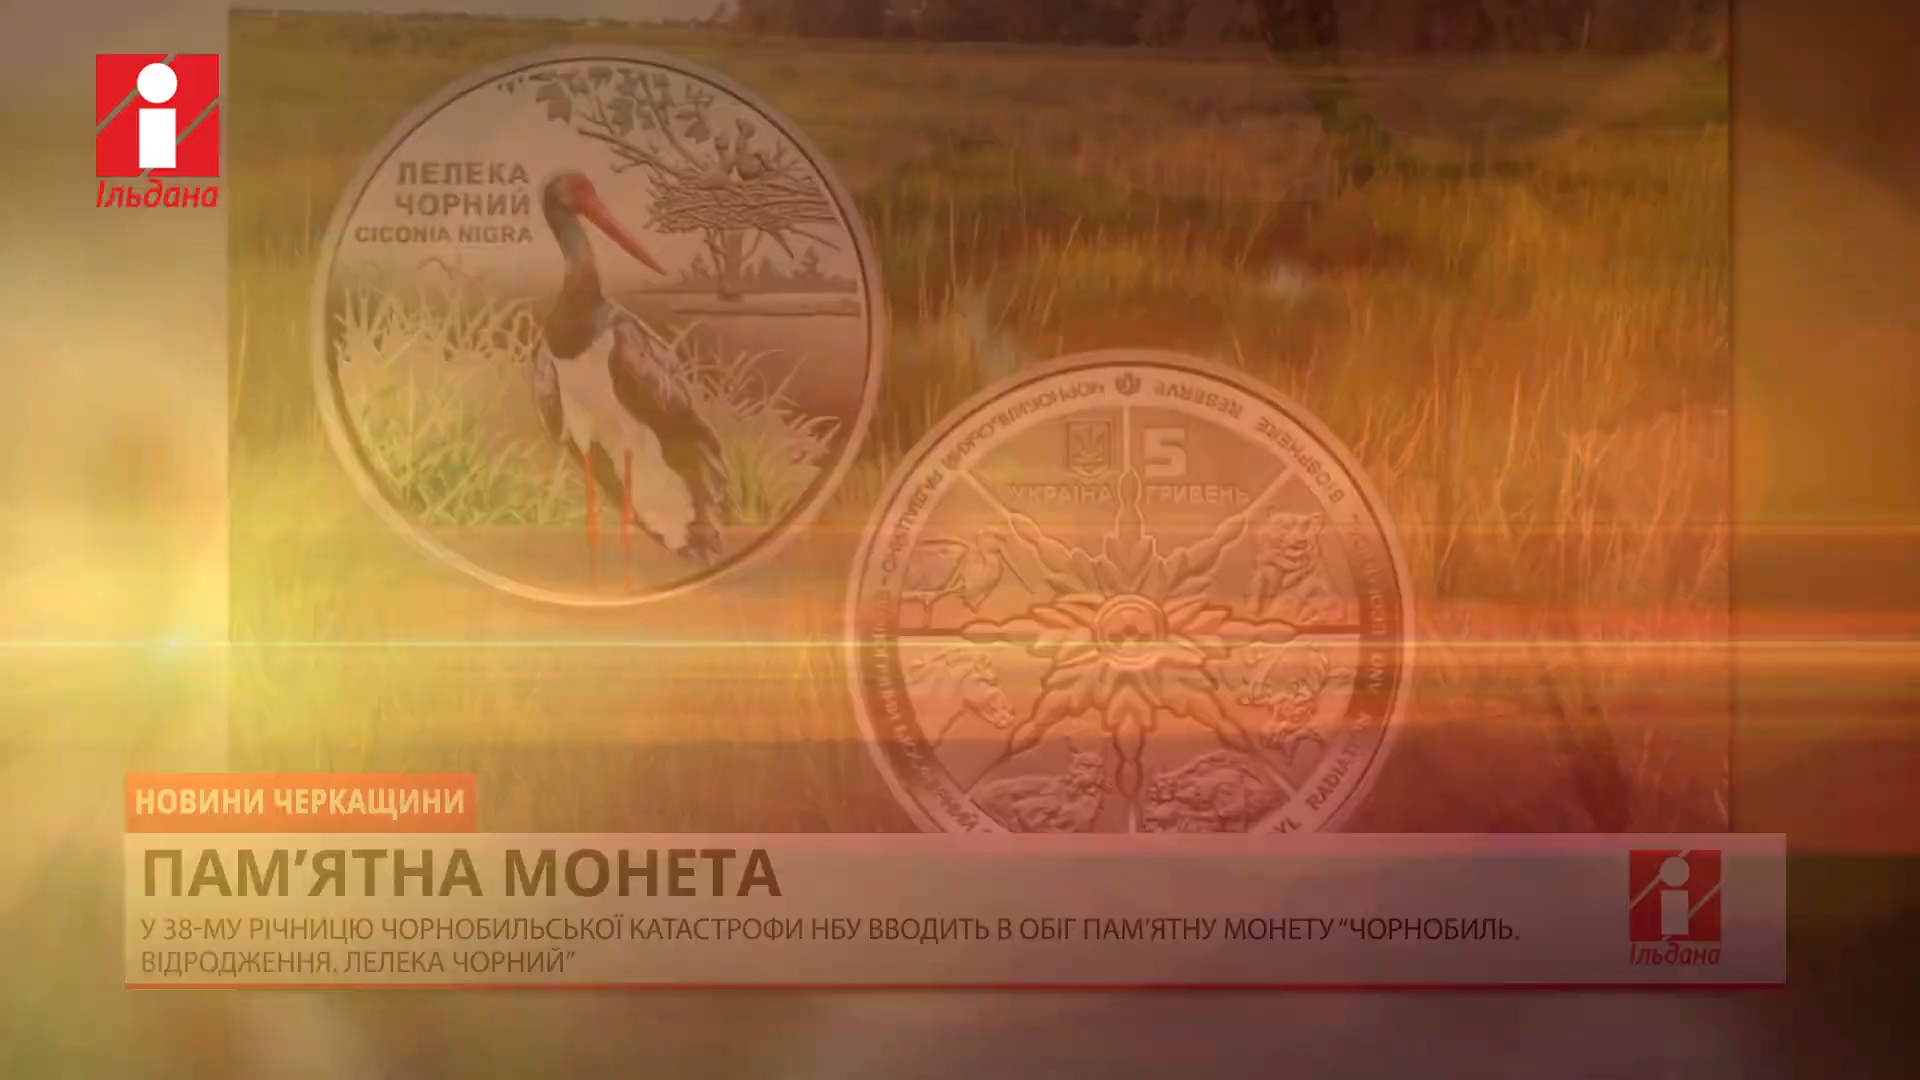 Ільдана
ЛЕЛЕКА
ЧОРНИЙ
CICONIA NIGRA
RESERVE
BIOSPHERE
5
УКРАЇНА ГРИВЕНЬ
AND
НОВИНИ ЧЕРКАЩИНИ
ПАМ’ЯТНА МОНЕТА
У 38-МУ РІЧНИЦЮ ЧОРНОБИЛЬСЬКОЇ КАТАСТРОФИ НБУ ВВОДИТЬ В ОБІГ ПАМ’ЯТНУ МОНЕТУ “ЧОРНОБИЛЬ.
ВІДРОДЖЕННЯ. ЛЕЛЕКА ЧОРНИЙ”
Ільдана